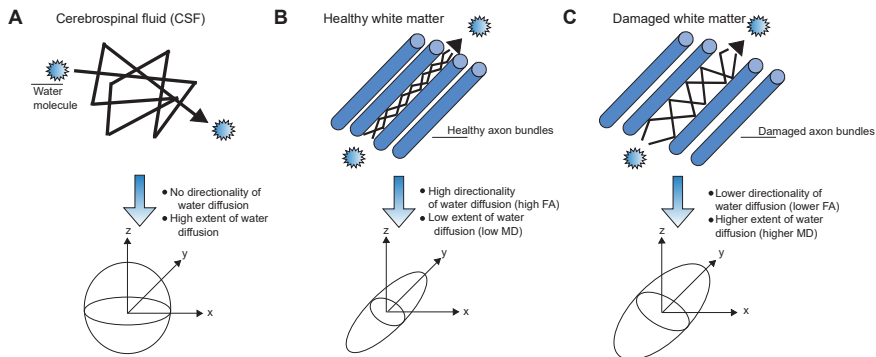 A
Cerebrospinal fluid (CSF)
Water
molecule
● No directionality of
water diffusion
● High extent of water
diffusion
z
y
x
B
Healthy white matter
Healthy axon bundles
● High directionality
of water diffusion (high FA)
● Low extent of water
diffusion (low MD)
z
y
x
C
Damaged white matter
Damaged axon bundles
● Lower directionality of
water diffusion (lower FA)
● Higher extent of water
diffusion (higher MD)
z
y
x